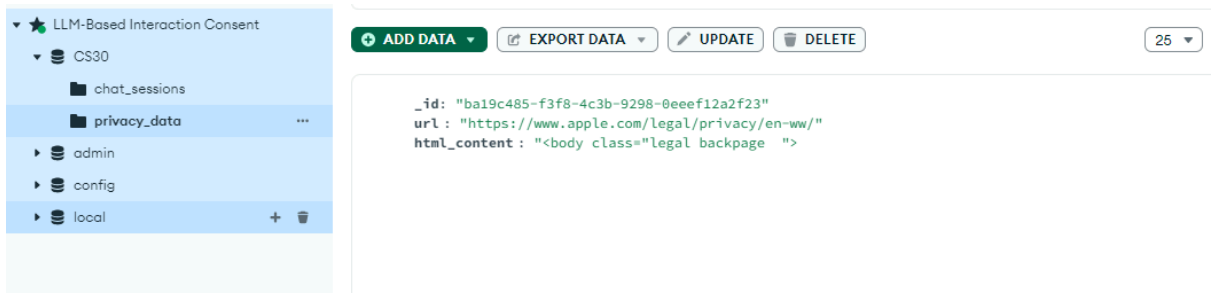 LLM-Based Interaction Consent
CS30
chat_sessions
privacy_data
admin
config
local
ADD DATA
EXPORT DATA
UPDATE
DELETE
25
_id: "ba19c485-f3f8-4c3b-9298-0eeef12a2f23"
url : "https://www.apple.com/legal/privacy/en-ww/"
html_content : "<body class="legal backpage  ">